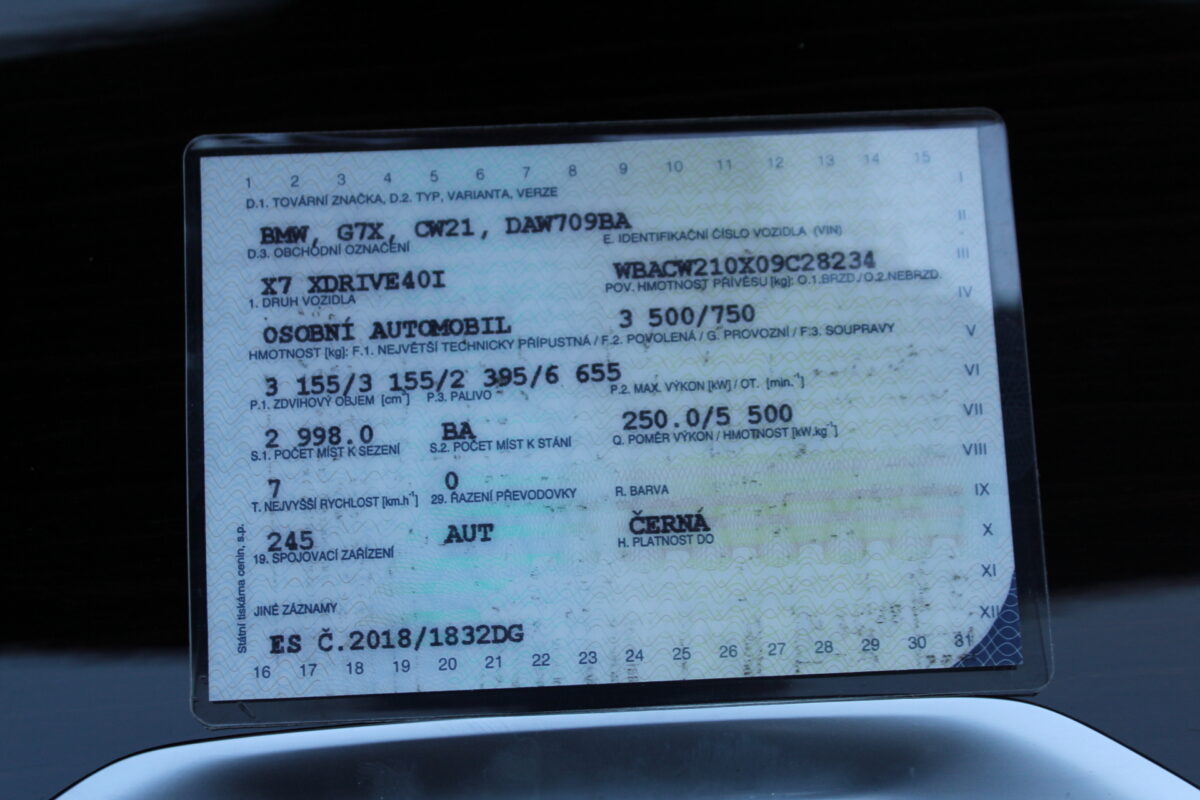 1 2 3 4 5 6 7 8 9 10 11 12 13 14 15
I
D.1. TOVÁRNÍ ZNAČKA, D.2. TYP, VARIANTA, VERZE
II
BMW, G7X, CW21, DAW709BA
D.3. OBCHODNÍ OZNAČENÍ E. IDENTIFIKAČNÍ ČÍSLO VOZIDLA (VIN)
III
X7 XDRIVE40I WBACW210X09C28234
1. DRUH VOZIDLA POV. HMOTNOST PŘÍVĚSU [kg]: O.1.BRZD./O.2.NEBRZD.
IV
OSOBNÍ AUTOMOBIL 3 500/750
V
HMOTNOST [kg]: F.1. NEJVĚTŠÍ TECHNICKY PŘÍPUSTNÁ / F.2. POVOLENÁ / G. PROVOZNÍ / F.3. SOUPRAVY
VI
3 155/3 155/2 395/6 655
P.1. ZDVIHOVÝ OBJEM [cm³] P.3. PALIVO P.2. MAX. VÝKON [kW] / OT. [min.⁻¹]
VII
2 998.0 BA 250.0/5 500
S.1. POČET MÍST K SEZENÍ S.2. POČET MÍST K STÁNÍ Q. POMĚR VÝKON / HMOTNOST [kW.kg⁻¹]
VIII
7 0
T. NEJVYŠŠÍ RYCHLOST [km.h⁻¹] 29. ŘAZENÍ PŘEVODOVKY R. BARVA
IX
245 AUT ČERNÁ
X
19. SPOJOVACÍ ZAŘÍZENÍ H. PLATNOST DO
XI
JINÉ ZÁZNAMY
XII
ES Č.2018/1832DG
16 17 18 19 20 21 22 23 24 25 26 27 28 29 30 31
Státní tiskárna cenin, s.p.